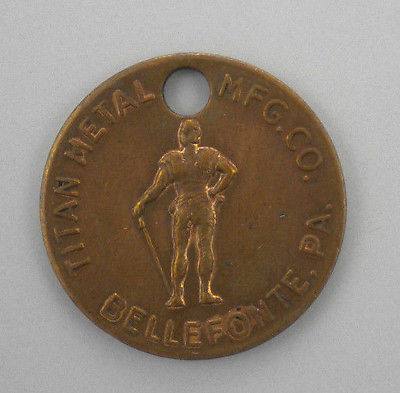 TITAN METAL MFG. CO.
BELLEFONTE, PA.